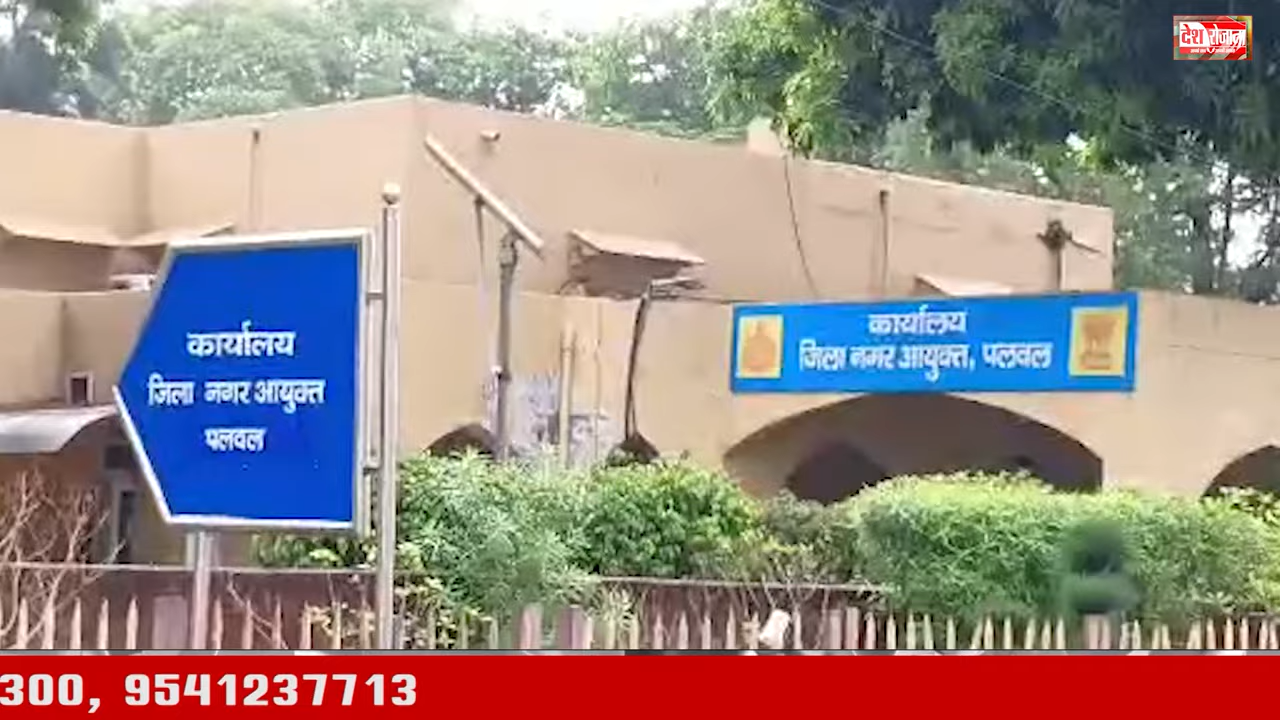 देश रोजाना
कार्यालय
जिला नगर आयुक्त
पलवल
कार्यालय
जिला नगर आयुक्त, पलवल
300, 9541237713